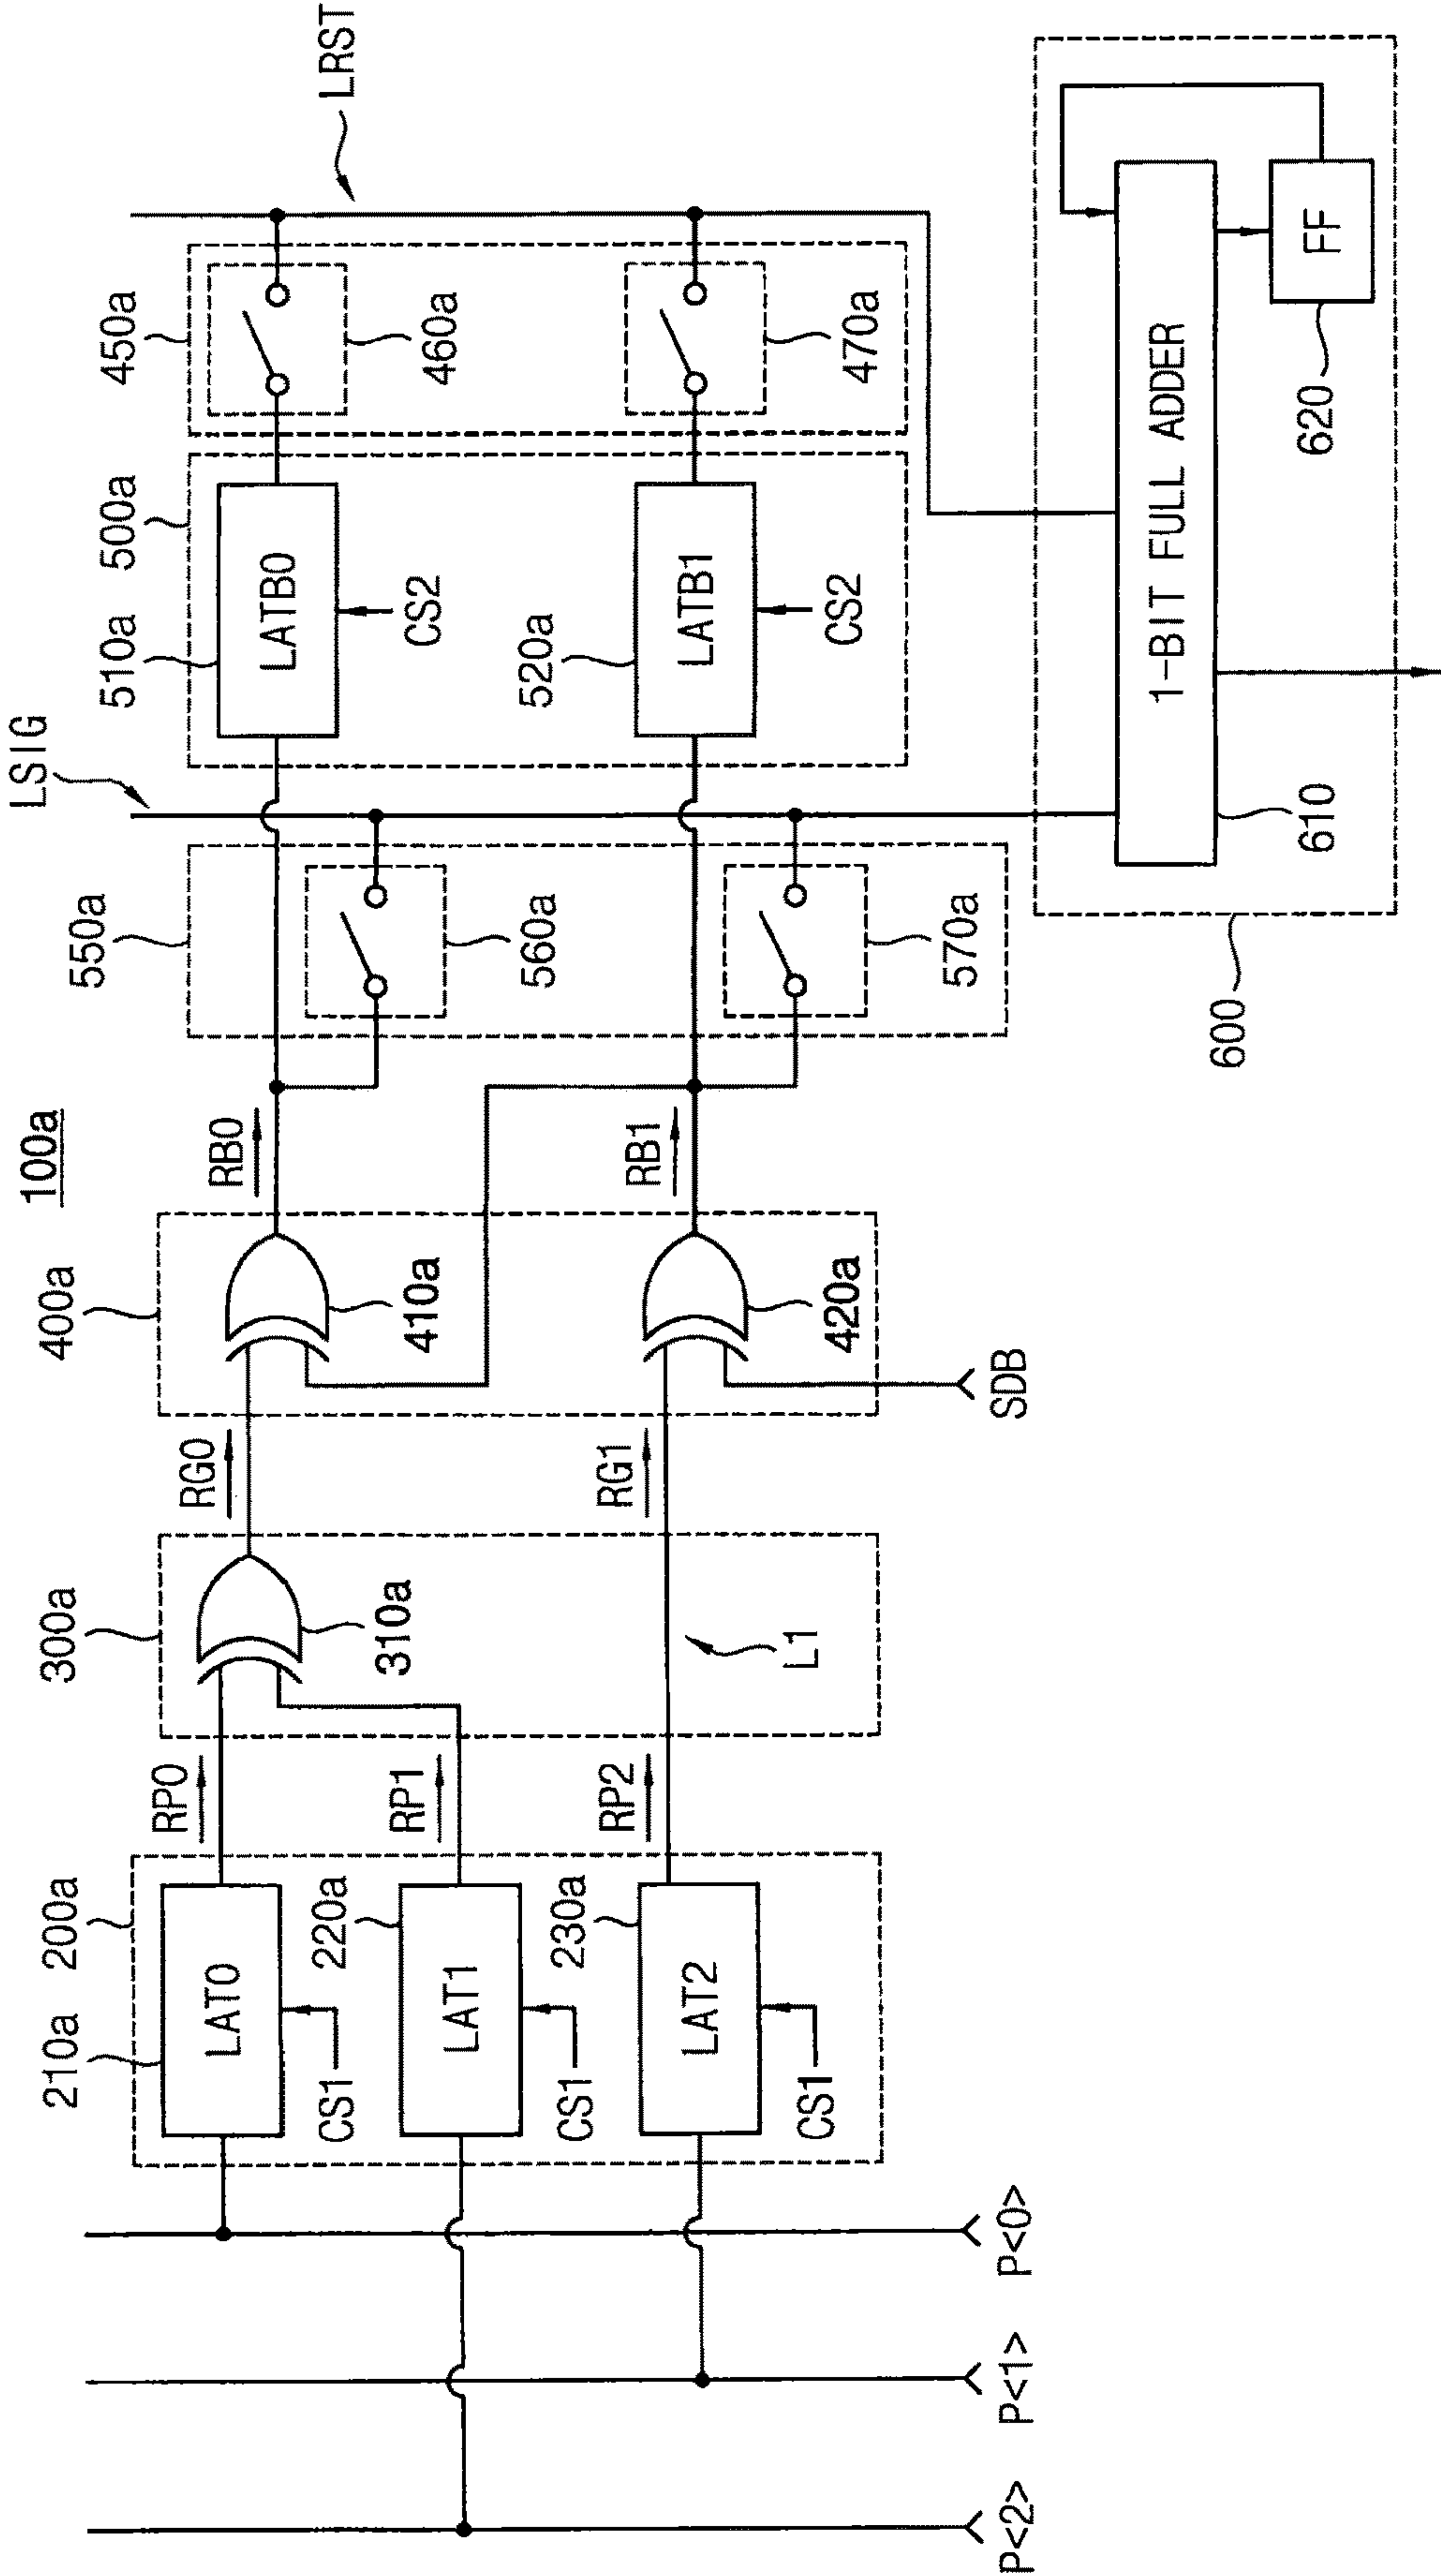 100a
P<2>
P<1>
P<0>
200a
210a
LAT0
CS1
220a
LAT1
CS1
230a
LAT2
CS1
RP0
RP1
RP2
300a
310a
L1
RG0
RG1
400a
410a
420a
SDB
RB0
RB1
550a
560a
570a
LSIG
500a
510a
LATB0
CS2
520a
LATB1
CS2
450a
460a
470a
LRST
600
610
1-BIT FULL ADDER
620
FF